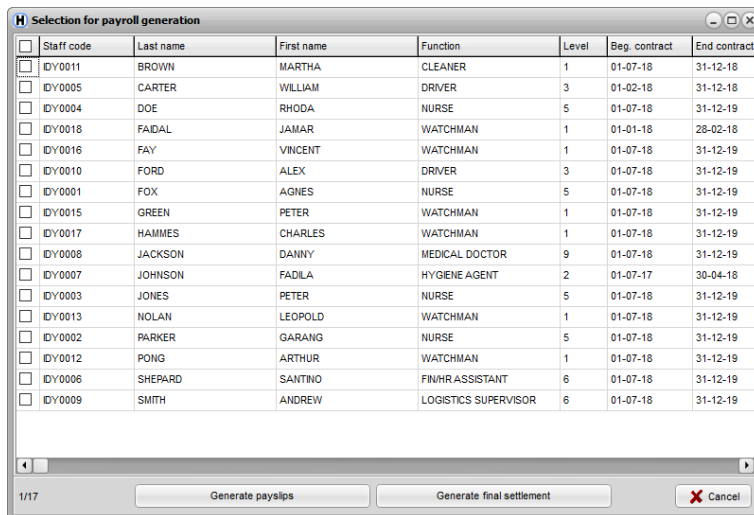 H Selection for payroll generation
Staff code Last name First name Function Level Beg. contract End contract
IDY0011 BROWN MARTHA CLEANER 1 01-07-18 31-12-18
IDY0005 CARTER WILLIAM DRIVER 3 01-02-18 31-12-18
IDY0004 DOE RHODA NURSE 5 01-07-18 31-12-19
IDY0018 FAIDAL JAMAR WATCHMAN 1 01-01-18 28-02-18
IDY0016 FAY VINCENT WATCHMAN 1 01-07-18 31-12-19
IDY0010 FORD ALEX DRIVER 3 01-07-18 31-12-19
IDY0001 FOX AGNES NURSE 5 01-07-18 31-12-19
IDY0015 GREEN PETER WATCHMAN 1 01-07-18 31-12-19
IDY0017 HAMMES CHARLES WATCHMAN 1 01-07-18 31-12-19
IDY0008 JACKSON DANNY MEDICAL DOCTOR 9 01-07-18 31-12-19
IDY0007 JOHNSON FADILA HYGIENE AGENT 2 01-07-17 30-04-18
IDY0003 JONES PETER NURSE 5 01-07-18 31-12-19
IDY0013 NOLAN LEOPOLD WATCHMAN 1 01-07-18 31-12-19
IDY0002 PARKER GARANG NURSE 5 01-07-18 31-12-19
IDY0012 PONG ARTHUR WATCHMAN 1 01-07-18 31-12-19
IDY0006 SHEPARD SANTINO FIN/HR ASSISTANT 6 01-07-18 31-12-19
IDY0009 SMITH ANDREW LOGISTICS SUPERVISOR 6 01-07-18 31-12-19
1/17 Generate payslips Generate final settlement Cancel